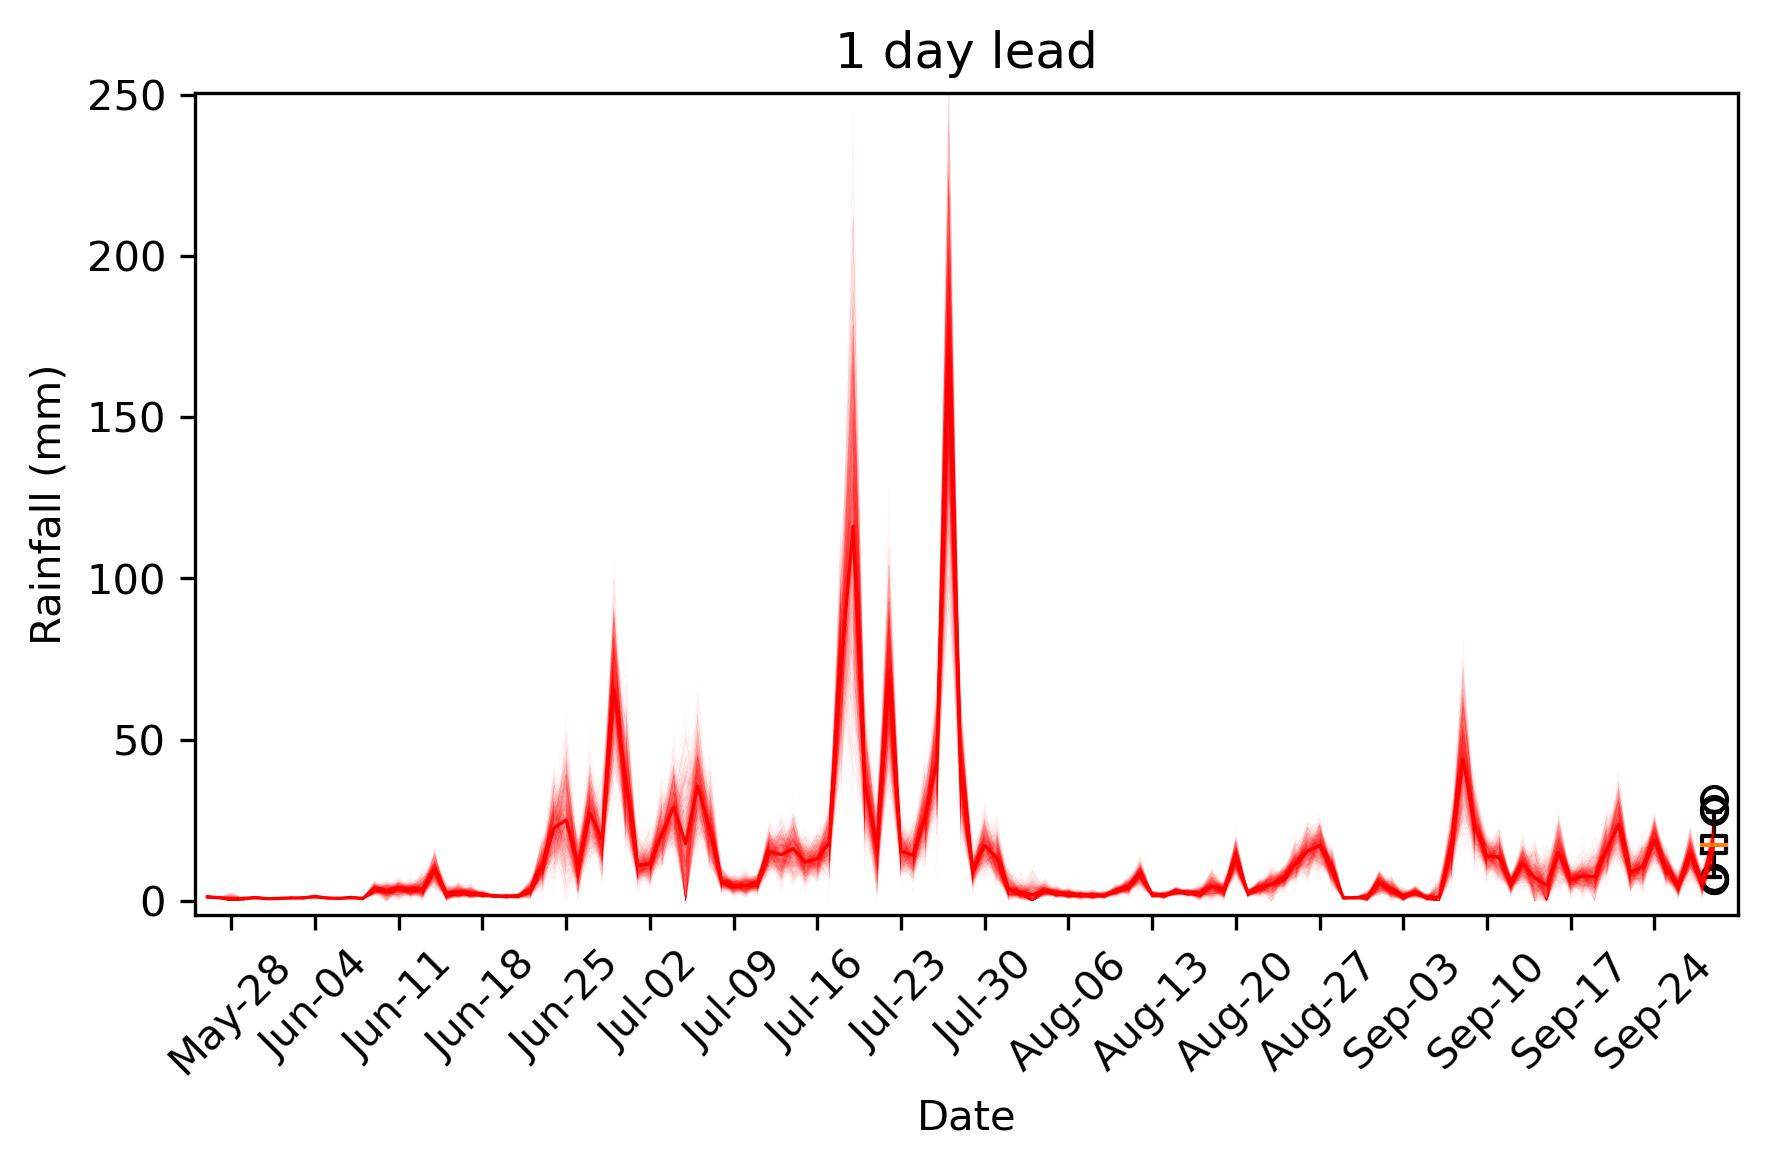 1 day lead
250
200
150
100
50
0
Rainfall (mm)
May-28
Jun-04
Jun-11
Jun-18
Jun-25
Jul-02
Jul-09
Jul-16
Jul-23
Jul-30
Aug-06
Aug-13
Aug-20
Aug-27
Sep-03
Sep-10
Sep-17
Sep-24
Date